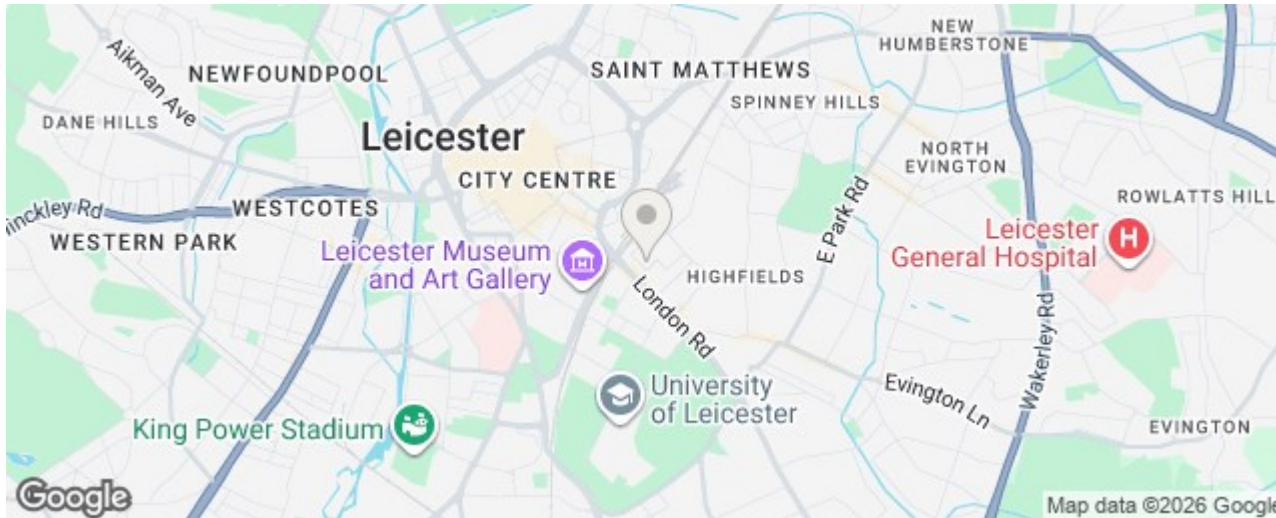 Aikman Ave
NEWFOUNDPOOL
DANE HILLS
Leicester
CITY CENTRE
SAINT MATTHEWS
SPINNEY HILLS
NEW
HUMBERSTONE
NORTH
EVINGTON
ROWLATTS HILL
inckley Rd
WESTCOTES
WESTERN PARK
Leicester Museum
and Art Gallery
London Rd
HIGHFIELDS
E Park Rd
Leicester
General Hospital
H
Wakerley Rd
University
of Leicester
Evington Ln
EVINGTON
King Power Stadium
Google
Map data ©2026 Google